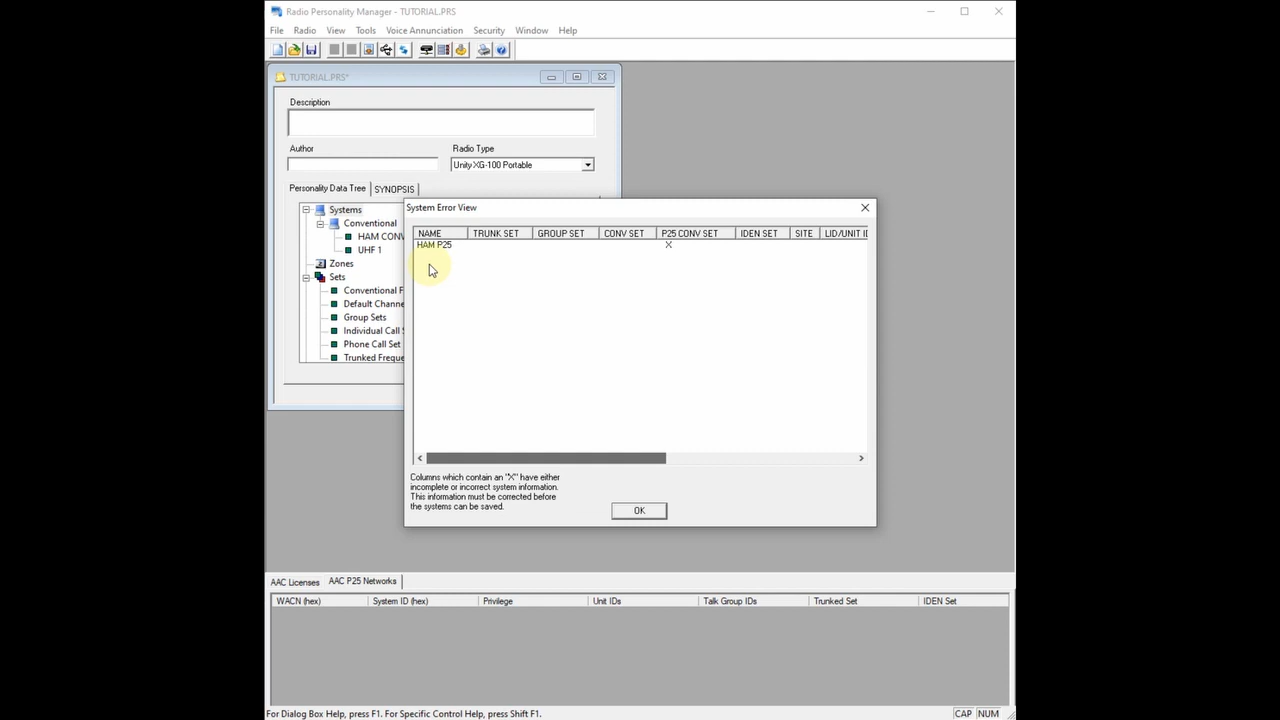 Radio Personality Manager - TUTORIAL.PRS
File Radio View Tools Voice Annunciation Security Window Help
TUTORIAL.PRS*
Description
Author
Radio Type
Unity XG-100 Portable
Personality Data Tree SYNOPSIS
Systems
Conventional
HAM CONV
UHF 1
Zones
Sets
Conventional F
Default Channe
Group Sets
Individual Call S
Phone Call Set
Trunked Freque
System Error View
NAME TRUNK SET GROUP SET CONV SET P25 CONV SET IDEN SET SITE LID/UNIT ID
HAM P25 X
Columns which contain an "X" have either
incomplete or incorrect system information.
This information must be corrected before
the systems can be saved.
OK
AAC Licenses AAC P25 Networks
WACN (hex) System ID (hex) Privilege Unit IDs Talk Group IDs Trunked Set IDEN Set
For Dialog Box Help, press F1. For Specific Control Help, press Shift F1.
CAP NUM